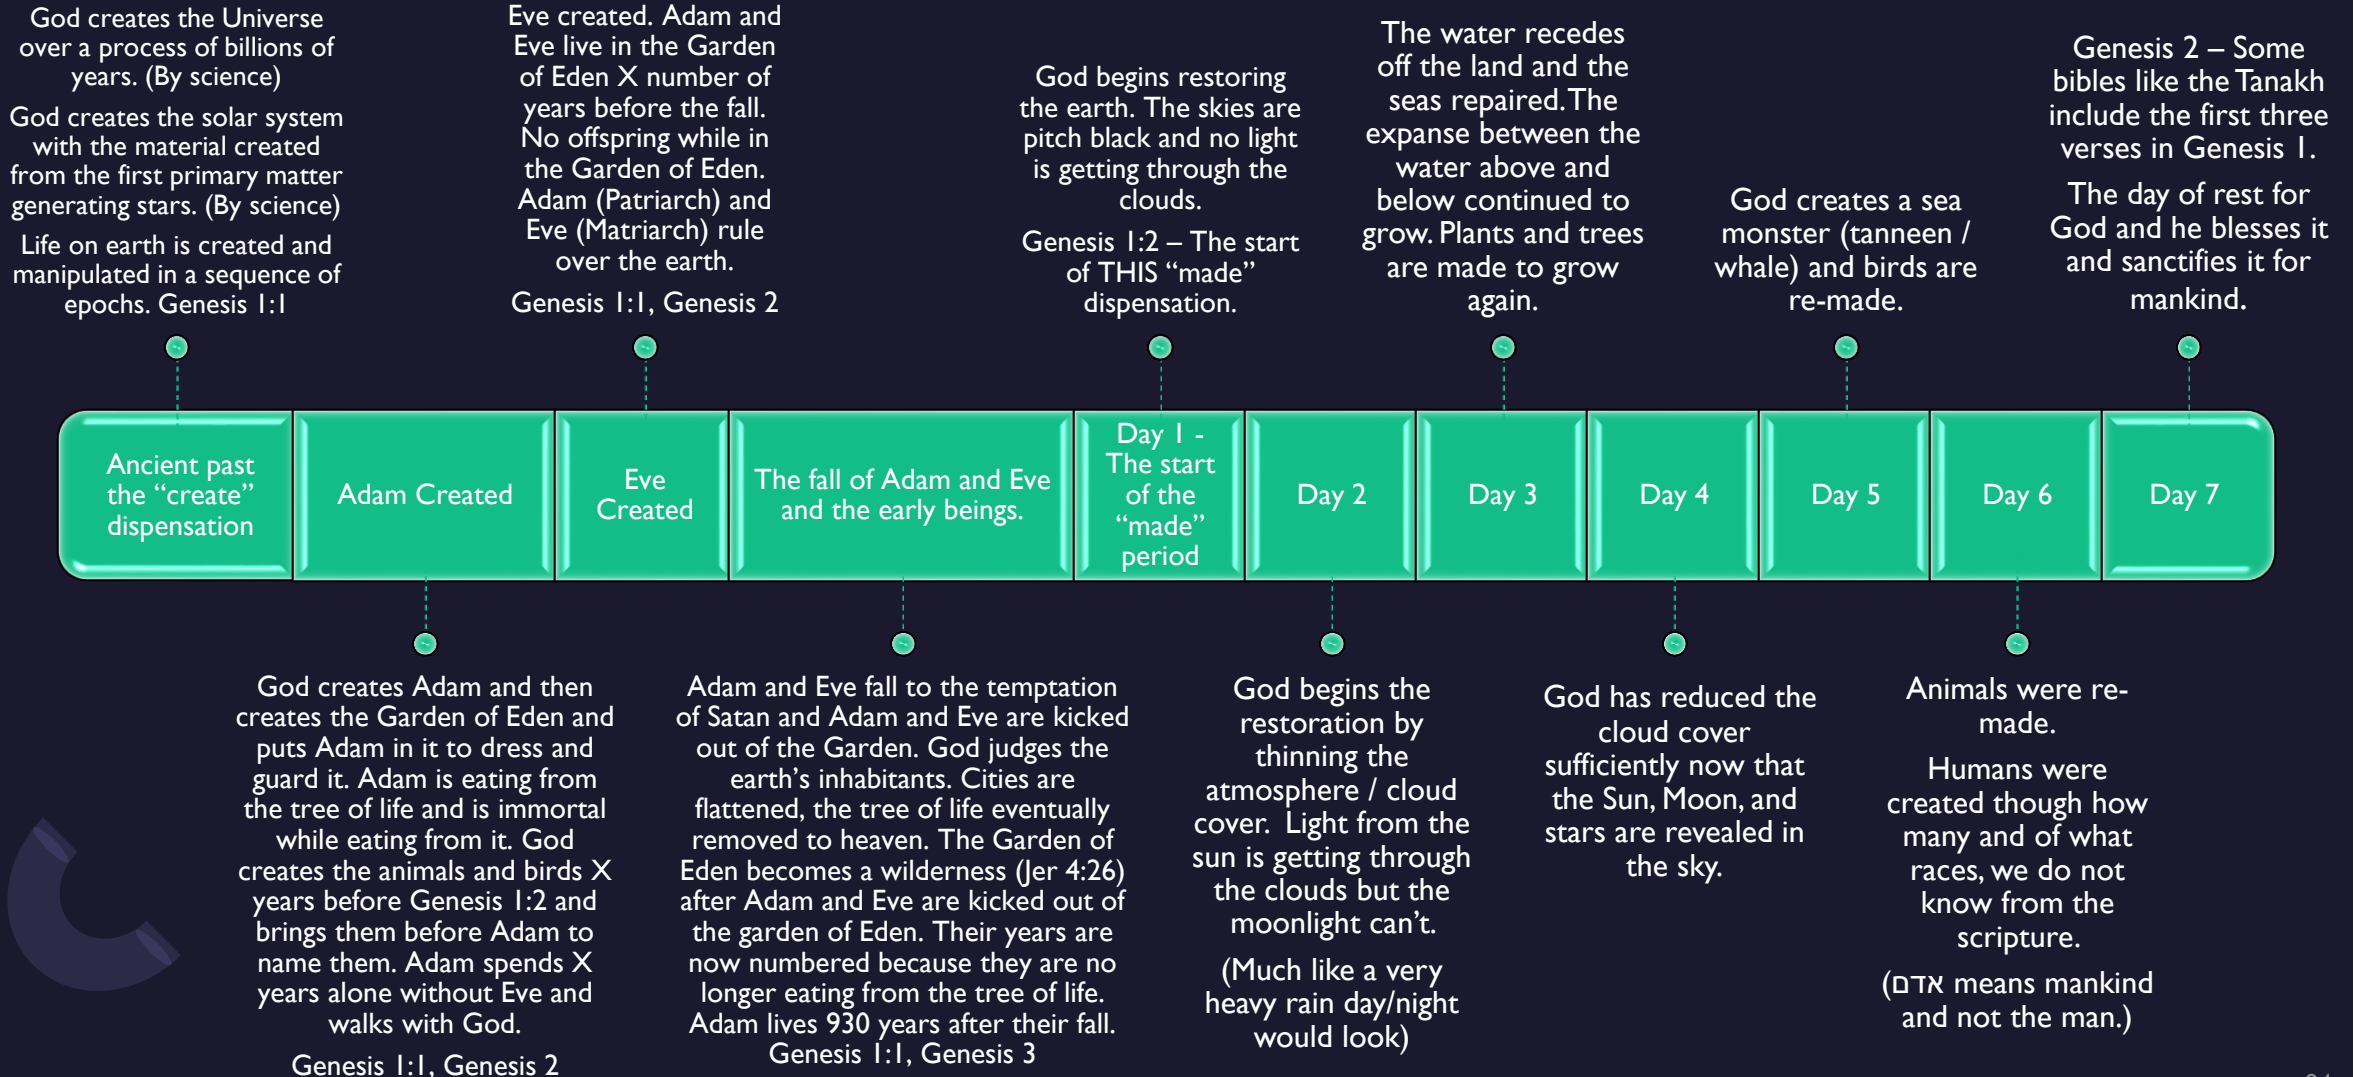 God creates the Universe
over a process of billions of
years. (By science)
God creates the solar system
with the material created
from the first primary matter
generating stars. (By science)
Life on earth is created and
manipulated in a sequence of
epochs. Genesis 1:1
Eve created. Adam and
Eve live in the Garden
of Eden X number of
years before the fall.
No offspring while in
the Garden of Eden.
Adam (Patriarch) and
Eve (Matriarch) rule
over the earth.
Genesis 1:1, Genesis 2
God begins restoring
the earth. The skies are
pitch black and no light
is getting through the
clouds.
Genesis 1:2 – The start
of THIS “made”
dispensation.
The water recedes
off the land and the
seas repaired. The
expanse between the
water above and
below continued to
grow. Plants and trees
are made to grow
again.
God creates a sea
monster (tanneen /
whale) and birds are
re-made.
Genesis 2 – Some
bibles like the Tanakh
include the first three
verses in Genesis 1.
The day of rest for
God and he blesses it
and sanctifies it for
mankind.
Ancient past
the “create”
dispensation
Adam Created
Eve
Created
The fall of Adam and Eve
and the early beings.
Day 1 -
The start
of the
“made”
period
Day 2
Day 3
Day 4
Day 5
Day 6
Day 7
God creates Adam and then
creates the Garden of Eden and
puts Adam in it to dress and
guard it. Adam is eating from
the tree of life and is immortal
while eating from it. God
creates the animals and birds X
years before Genesis 1:2 and
brings them before Adam to
name them. Adam spends X
years alone without Eve and
walks with God.
Genesis 1:1, Genesis 2
Adam and Eve fall to the temptation
of Satan and Adam and Eve are kicked
out of the Garden. God judges the
earth’s inhabitants. Cities are
flattened, the tree of life eventually
removed to heaven. The Garden of
Eden becomes a wilderness (Jer 4:26)
after Adam and Eve are kicked out of
the garden of Eden. Their years are
now numbered because they are no
longer eating from the tree of life.
Adam lives 930 years after their fall.
Genesis 1:1, Genesis 3
God begins the
restoration by
thinning the
atmosphere / cloud
cover. Light from the
sun is getting through
the clouds but the
moonlight can’t.
(Much like a very
heavy rain day/night
would look)
God has reduced the
cloud cover
sufficiently now that
the Sun, Moon, and
stars are revealed in
the sky.
Animals were re-
made.
Humans were
created though how
many and of what
races, we do not
know from the
scripture.
(אדם means mankind
and not the man.)